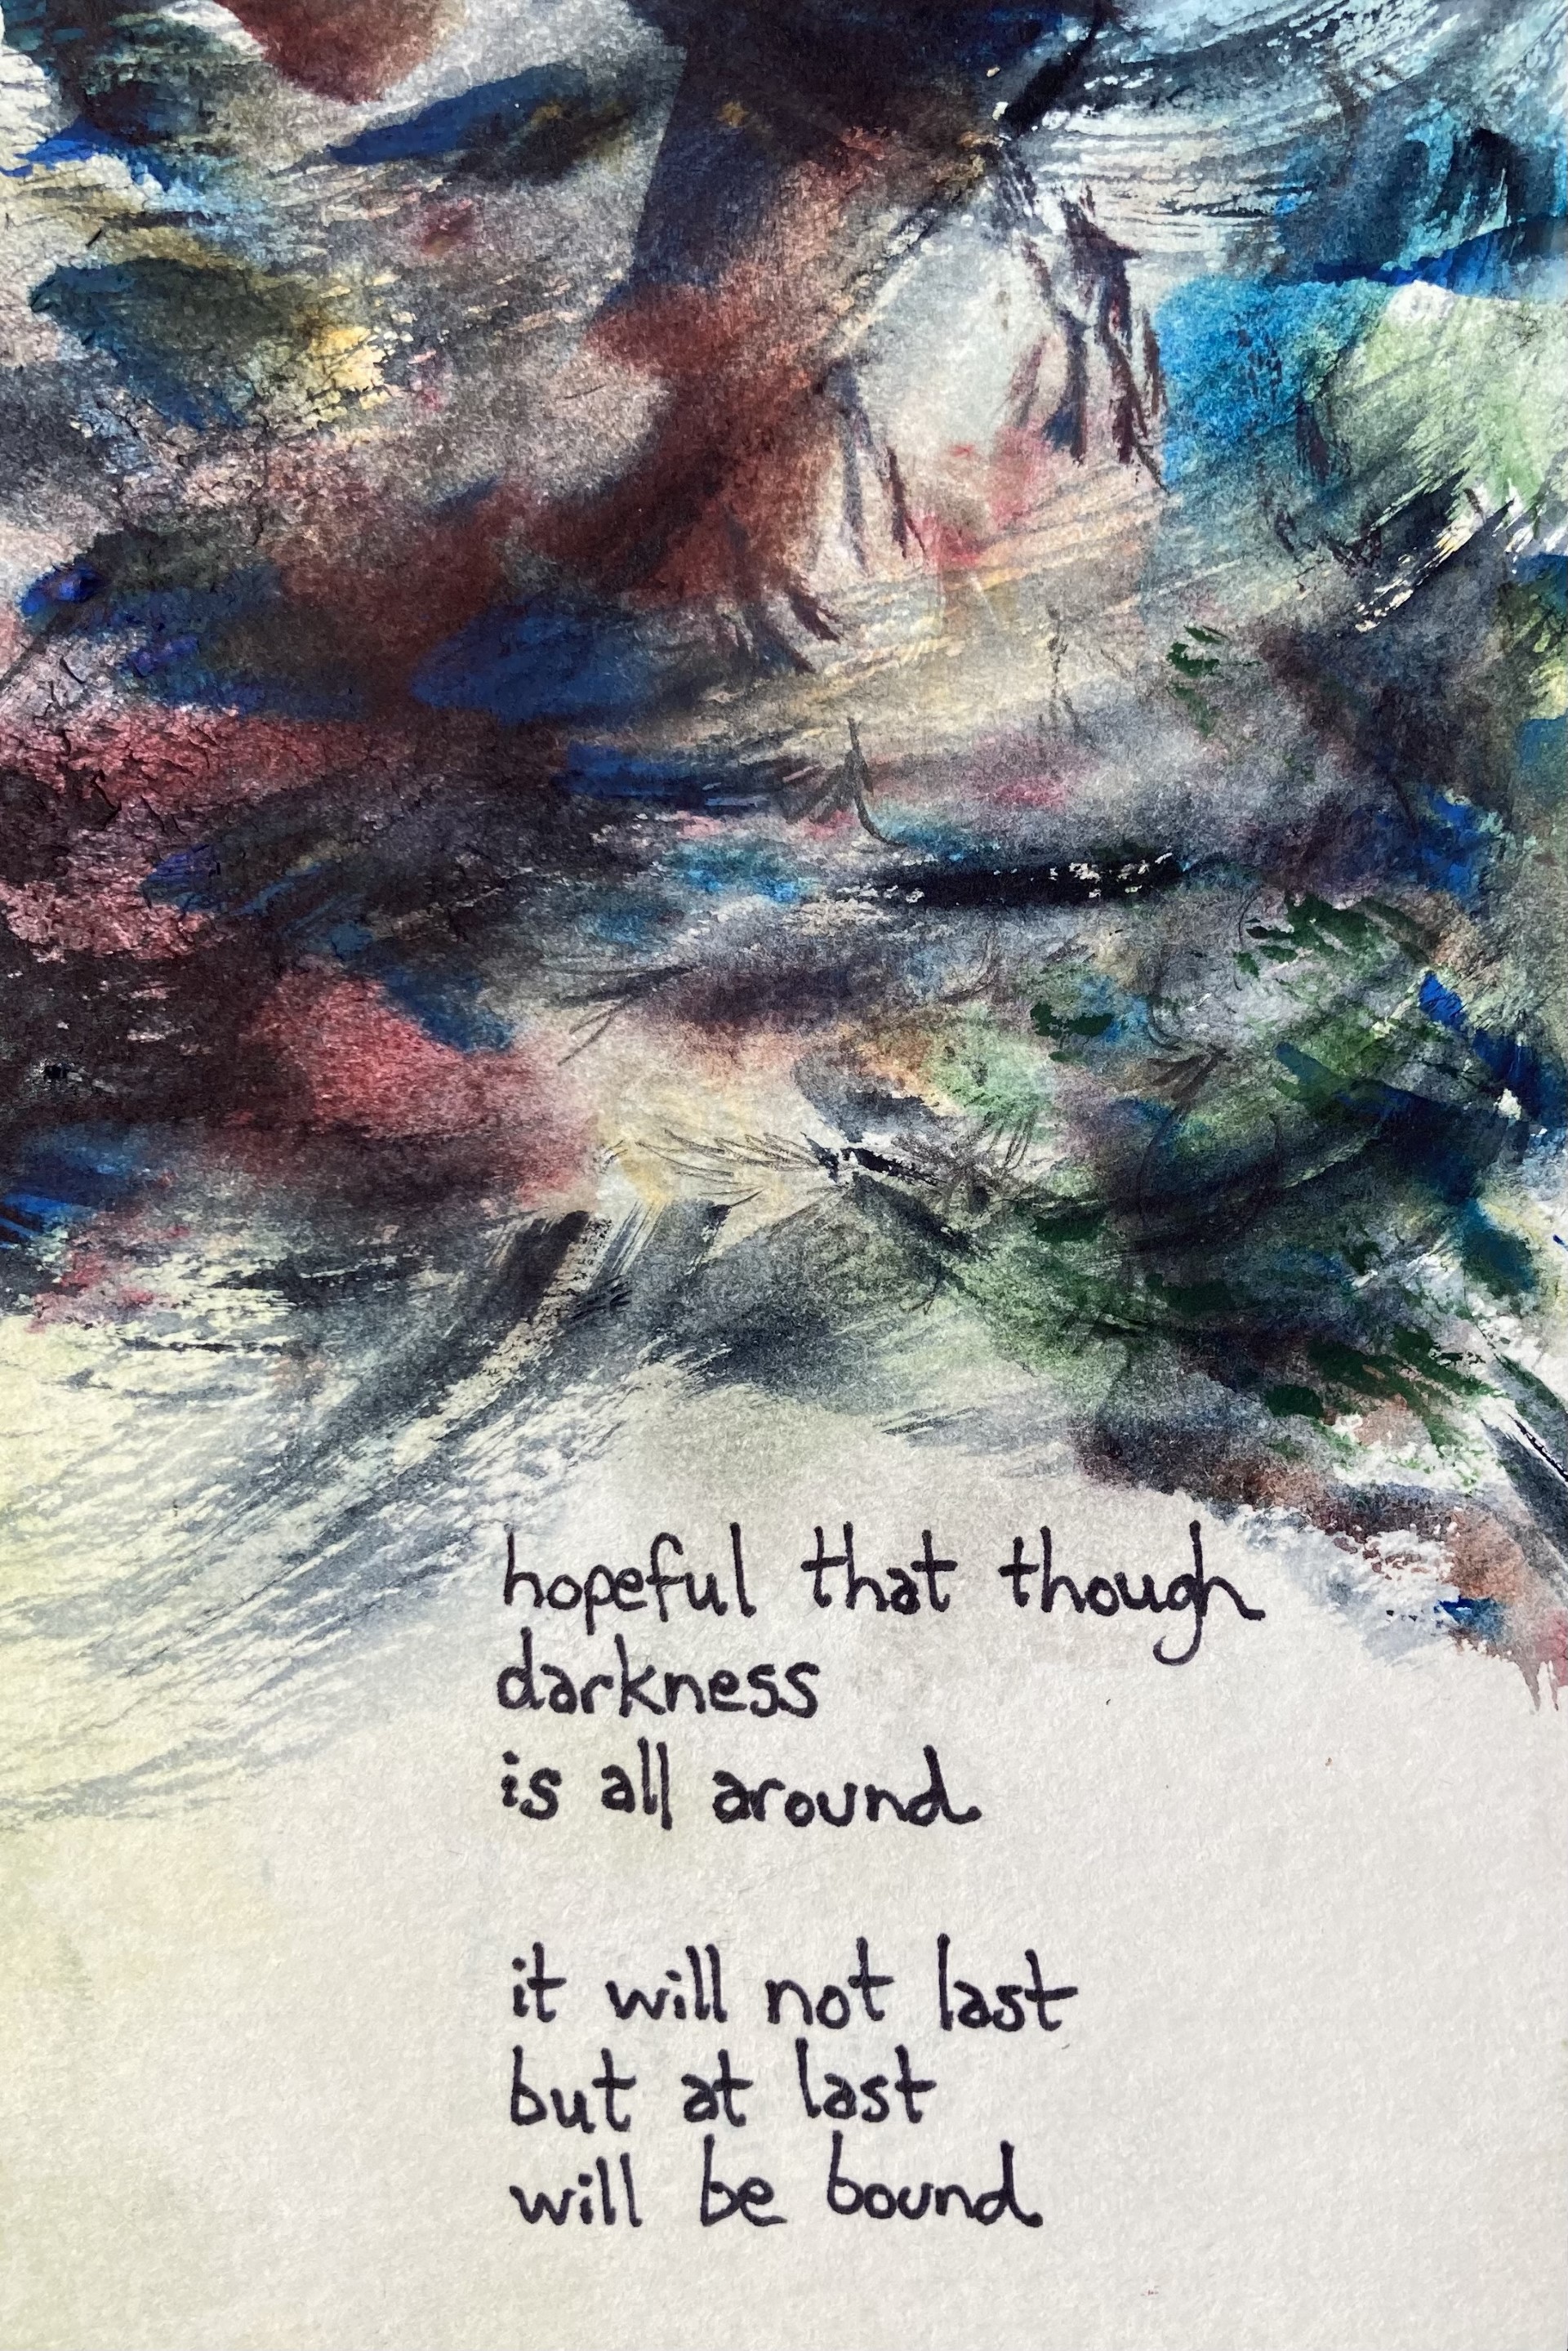 hopeful that though
darkness
is all around
it will not last
but at last
will be bound